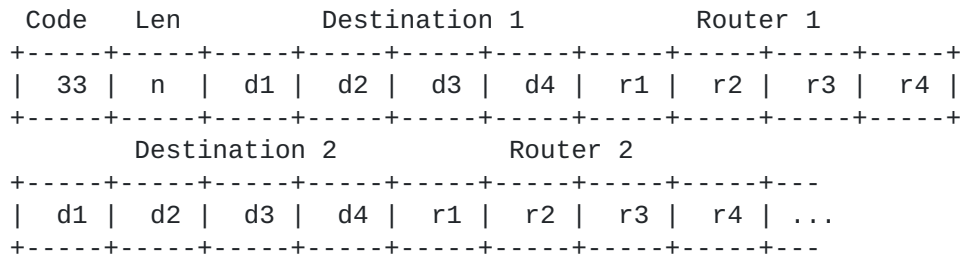 Code   Len         Destination 1           Router 1
+-----+-----+-----+-----+-----+-----+-----+-----+-----+-----+
|  33 |  n  |  d1 |  d2 |  d3 |  d4 |  r1 |  r2 |  r3 |  r4 |
+-----+-----+-----+-----+-----+-----+-----+-----+-----+-----+
        Destination 2           Router 2
+-----+-----+-----+-----+-----+-----+-----+-----+---
|  d1 |  d2 |  d3 |  d4 |  r1 |  r2 |  r3 |  r4 | ...
+-----+-----+-----+-----+-----+-----+-----+-----+---